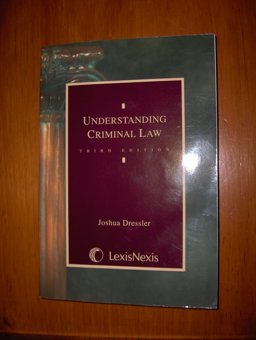 UNDERSTANDING
CRIMINAL LAW
THIRD EDITION
Joshua Dressler
LexisNexis